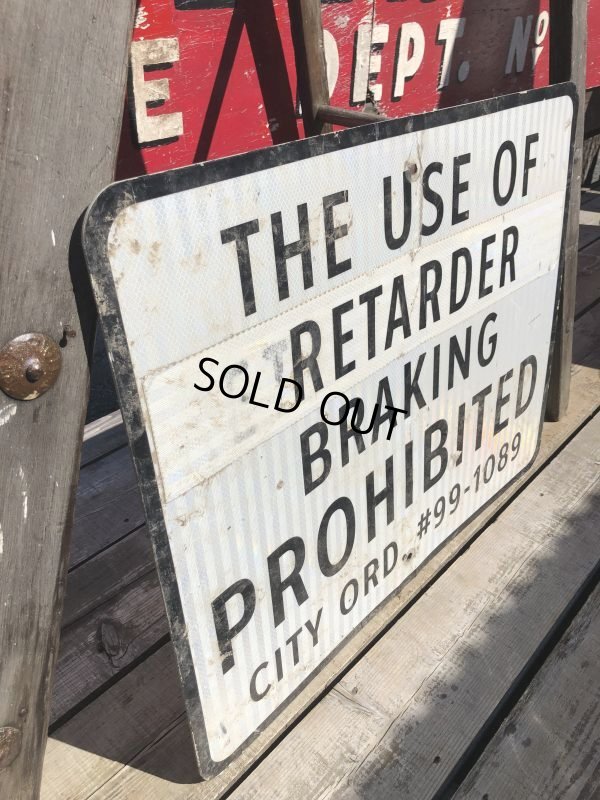 E DEPT. No
THE USE OF
RETARDER
BRAKING
PROHIBITED
CITY ORD. #99-1089
SOLD OUT